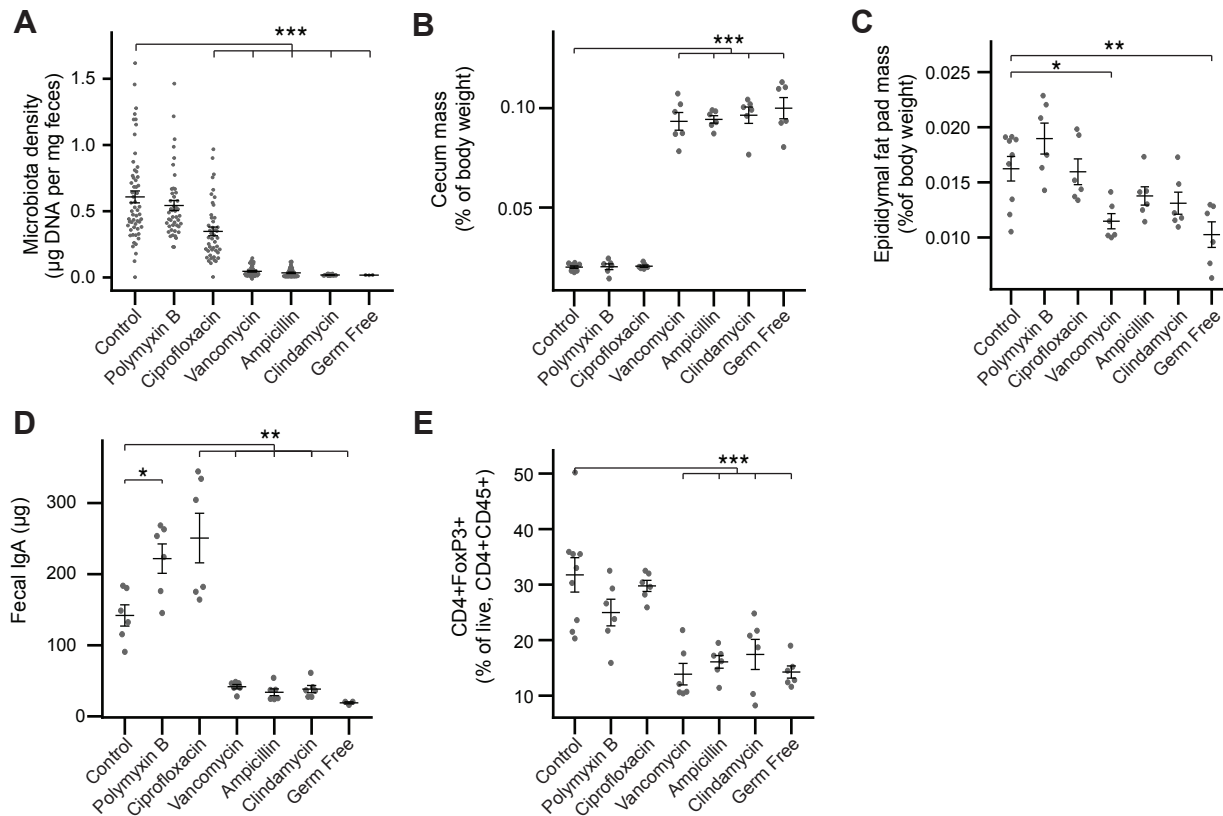 A
Microbiota density
(µg DNA per mg feces)
1.5
1.0
0.5
0.0
***
Control
Polymyxin B
Ciprofloxacin
Vancomycin
Ampicillin
Clindamycin
Germ Free
B
Cecum mass
(% of body weight)
0.10
0.05
***
Control
Polymyxin B
Ciprofloxacin
Vancomycin
Ampicillin
Clindamycin
Germ Free
C
Epididymal fat pad mass
(%of body weight)
0.025
0.020
0.015
0.010
**
*
Control
Polymyxin B
Ciprofloxacin
Vancomycin
Ampicillin
Clindamycin
Germ Free
D
Fecal IgA (µg)
300
200
100
0
**
*
Control
Polymyxin B
Ciprofloxacin
Vancomycin
Ampicillin
Clindamycin
Germ Free
E
CD4+FoxP3+
(% of live, CD4+CD45+)
50
40
30
20
10
***
Control
Polymyxin B
Ciprofloxacin
Vancomycin
Ampicillin
Clindamycin
Germ Free